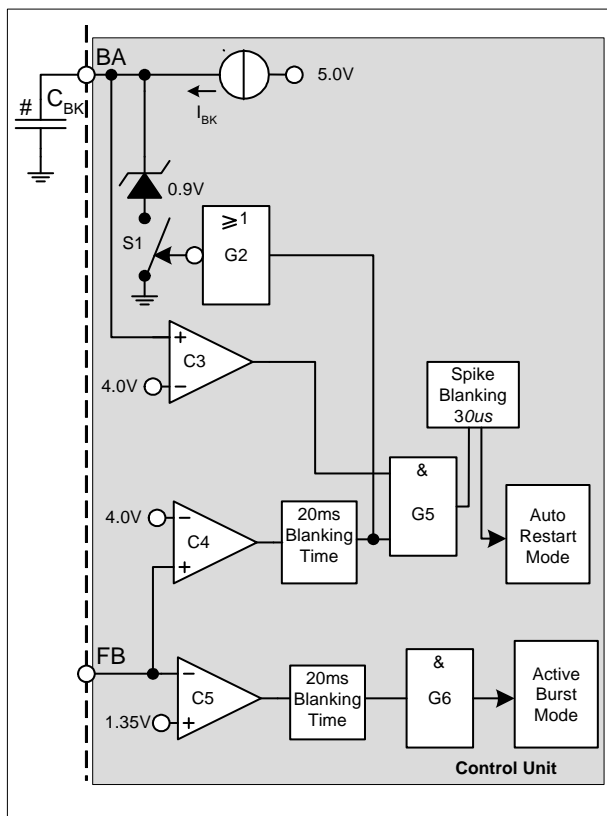 BA
5.0V
# C_BK
I_BK
0.9V
S1
≥1
G2
C3
4.0V
Spike
Blanking
30us
&
G5
4.0V
C4
20ms
Blanking
Time
Auto
Restart
Mode
FB
C5
1.35V
20ms
Blanking
Time
&
G6
Active
Burst
Mode
Control Unit